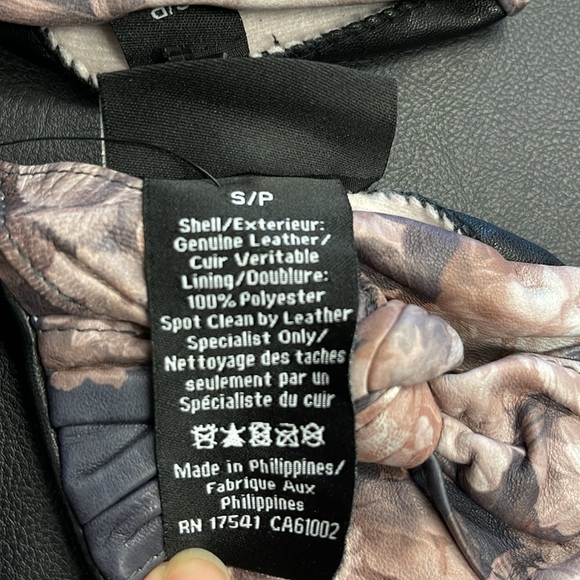 S/P
Shell/Exterieur:
Genuine Leather/
Cuir Veritable
Lining/Doublure:
100% Polyester
Spot Clean by Leather
Specialist Only/
Nettoyage des taches
seulement par un
Spécialiste du cuir
Made in Philippines/
Fabrique Aux
Philippines
RN 17541 CA61002